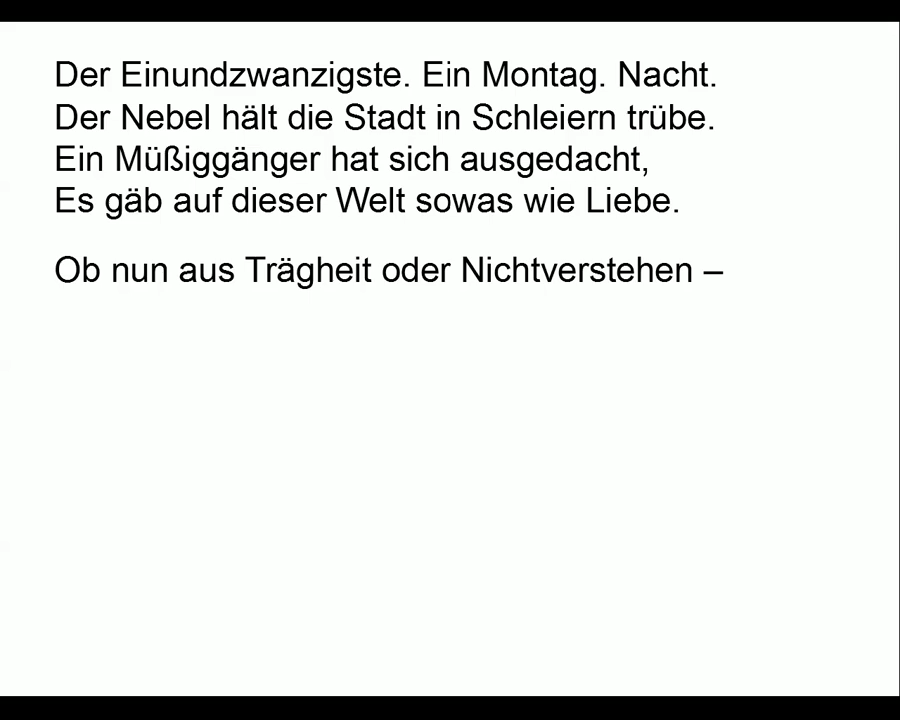 Der Einundzwanzigste. Ein Montag. Nacht.
Der Nebel hält die Stadt in Schleiern trübe.
Ein Müßiggänger hat sich ausgedacht,
Es gäb auf dieser Welt sowas wie Liebe.
Ob nun aus Trägheit oder Nichtverstehen –